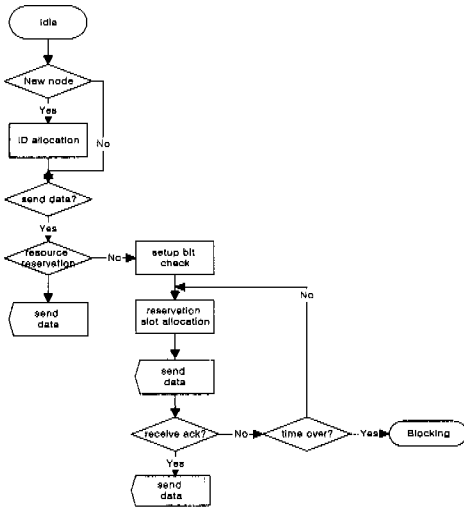 idle
New node
Yes
ID allocation
No
send data?
Yes
resource
reservation
No
setup bit
check
send
data
No
reservation
slot allocation
send
data
receive ack?
No
time over?
Yes
Blocking
Yes
send
data